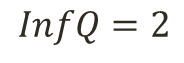 InfQ = 2